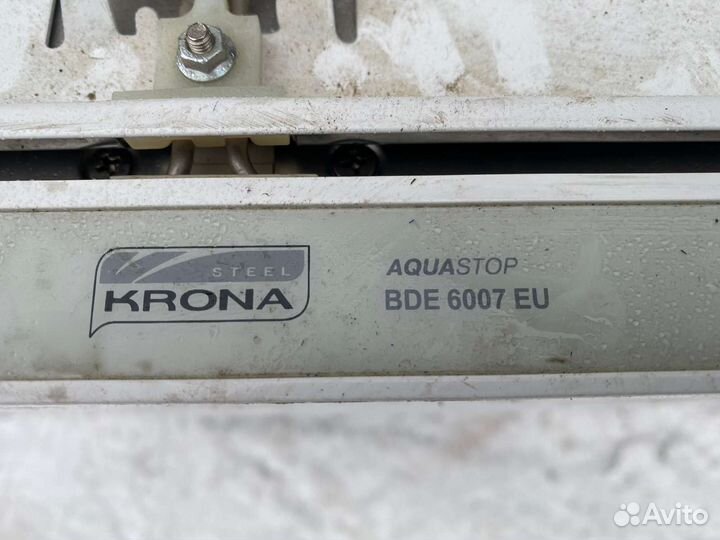 STEEL
KRONA
AQUASTOP
BDE 6007 EU
Avito